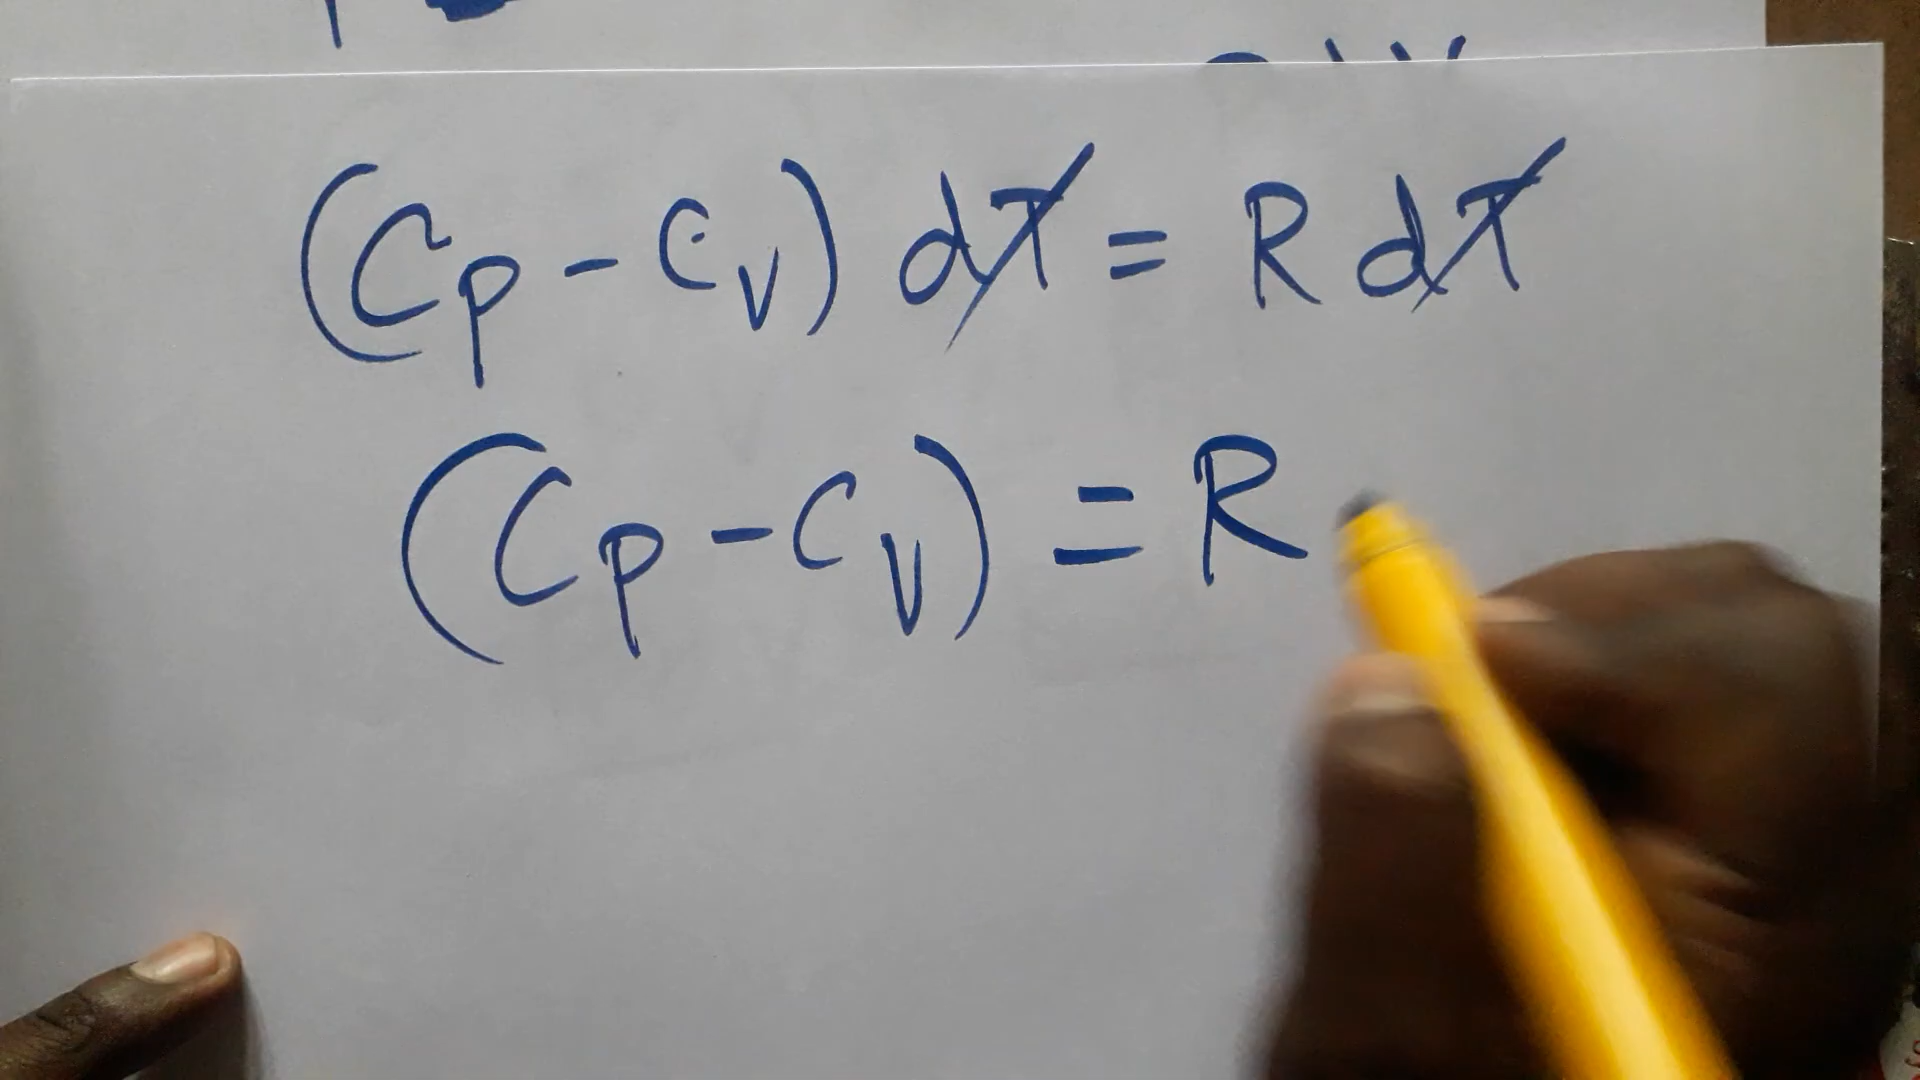 (Cp - Cv) dT = R dT
(Cp - Cv) = R